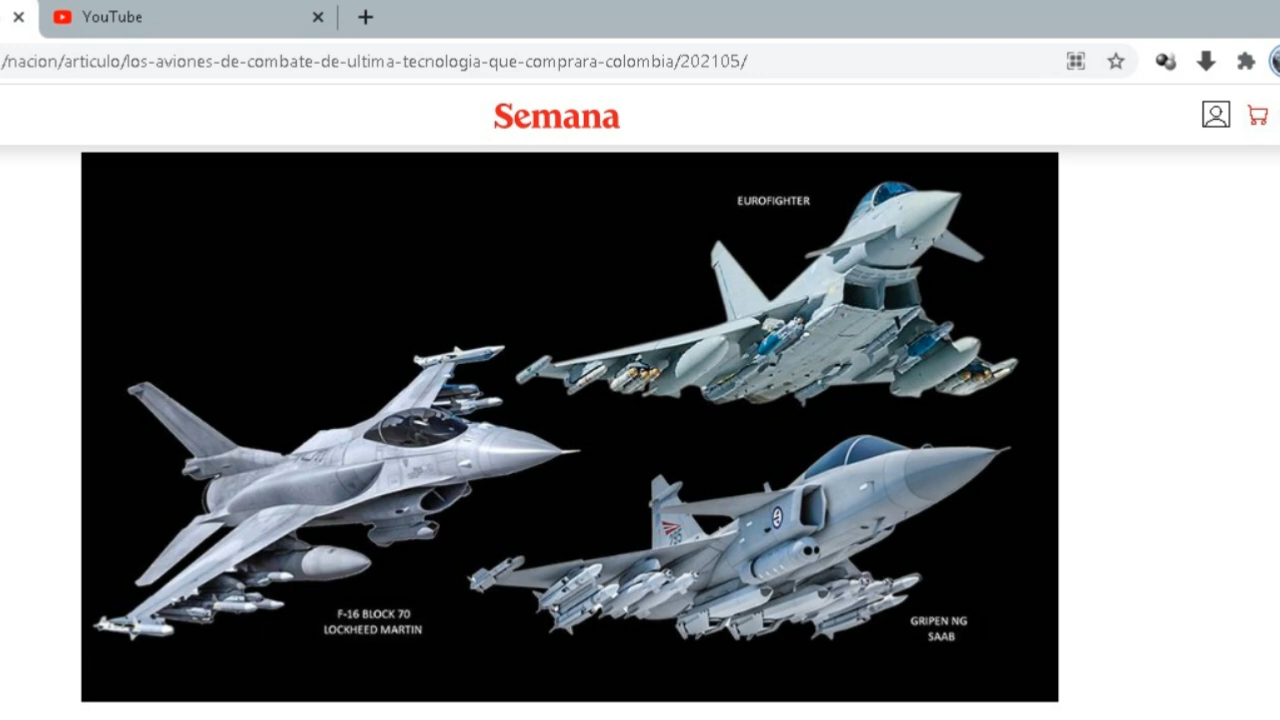 YouTube
/nacion/articulo/los-aviones-de-combate-de-ultima-tecnologia-que-comprara-colombia/202105/
Semana
EUROFIGHTER
F-16 BLOCK 70
LOCKHEED MARTIN
GRIPEN NG
SAAB